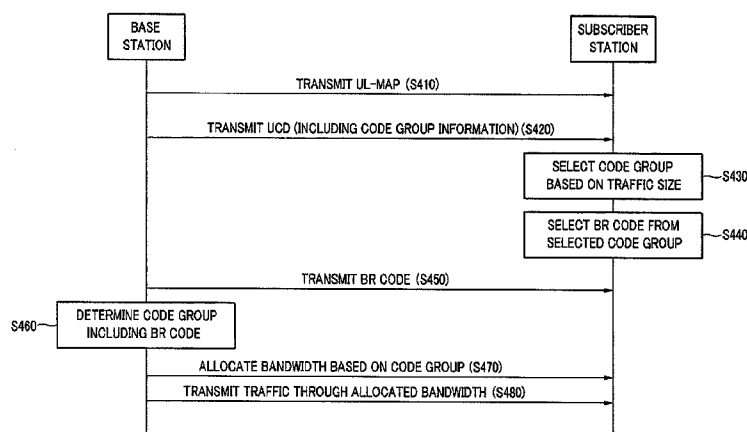 BASE
STATION
SUBSCRIBER
STATION
TRANSMIT UL-MAP (S410)
TRANSMIT UCD (INCLUDING CODE GROUP INFORMATION) (S420)
SELECT CODE GROUP
BASED ON TRAFFIC SIZE
S430
SELECT BR CODE FROM
SELECTED CODE GROUP
S440
TRANSMIT BR CODE (S450)
S460
DETERMINE CODE GROUP
INCLUDING BR CODE
ALLOCATE BANDWIDTH BASED ON CODE GROUP (S470)
TRANSMIT TRAFFIC THROUGH ALLOCATED BANDWIDTH (S480)